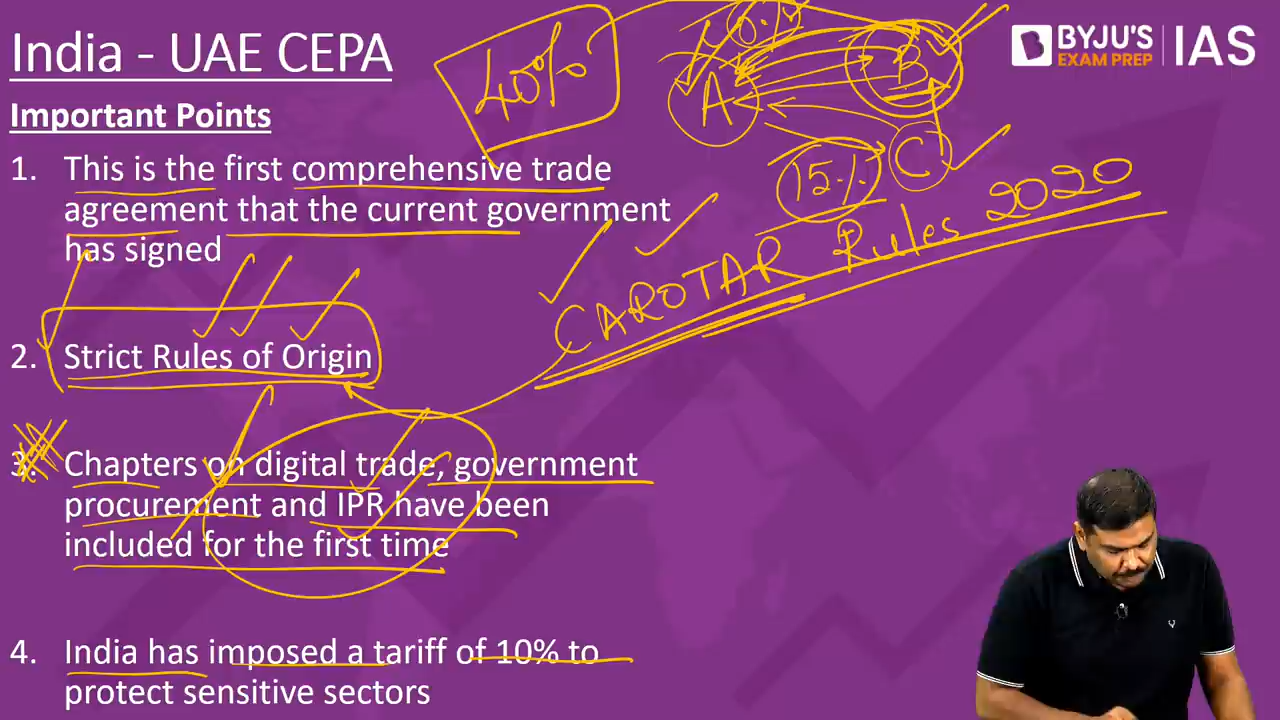 India - UAE CEPA
40%
10%
A
B
BYJU'S
EXAM PREP
IAS
Important Points
15%
C
1. This is the first comprehensive trade
agreement that the current government
has signed
CAROTAR Rules 2020
2. Strict Rules of Origin
3. Chapters on digital trade, government
procurement and IPR have been
included for the first time
4. India has imposed a tariff of 10% to
protect sensitive sectors